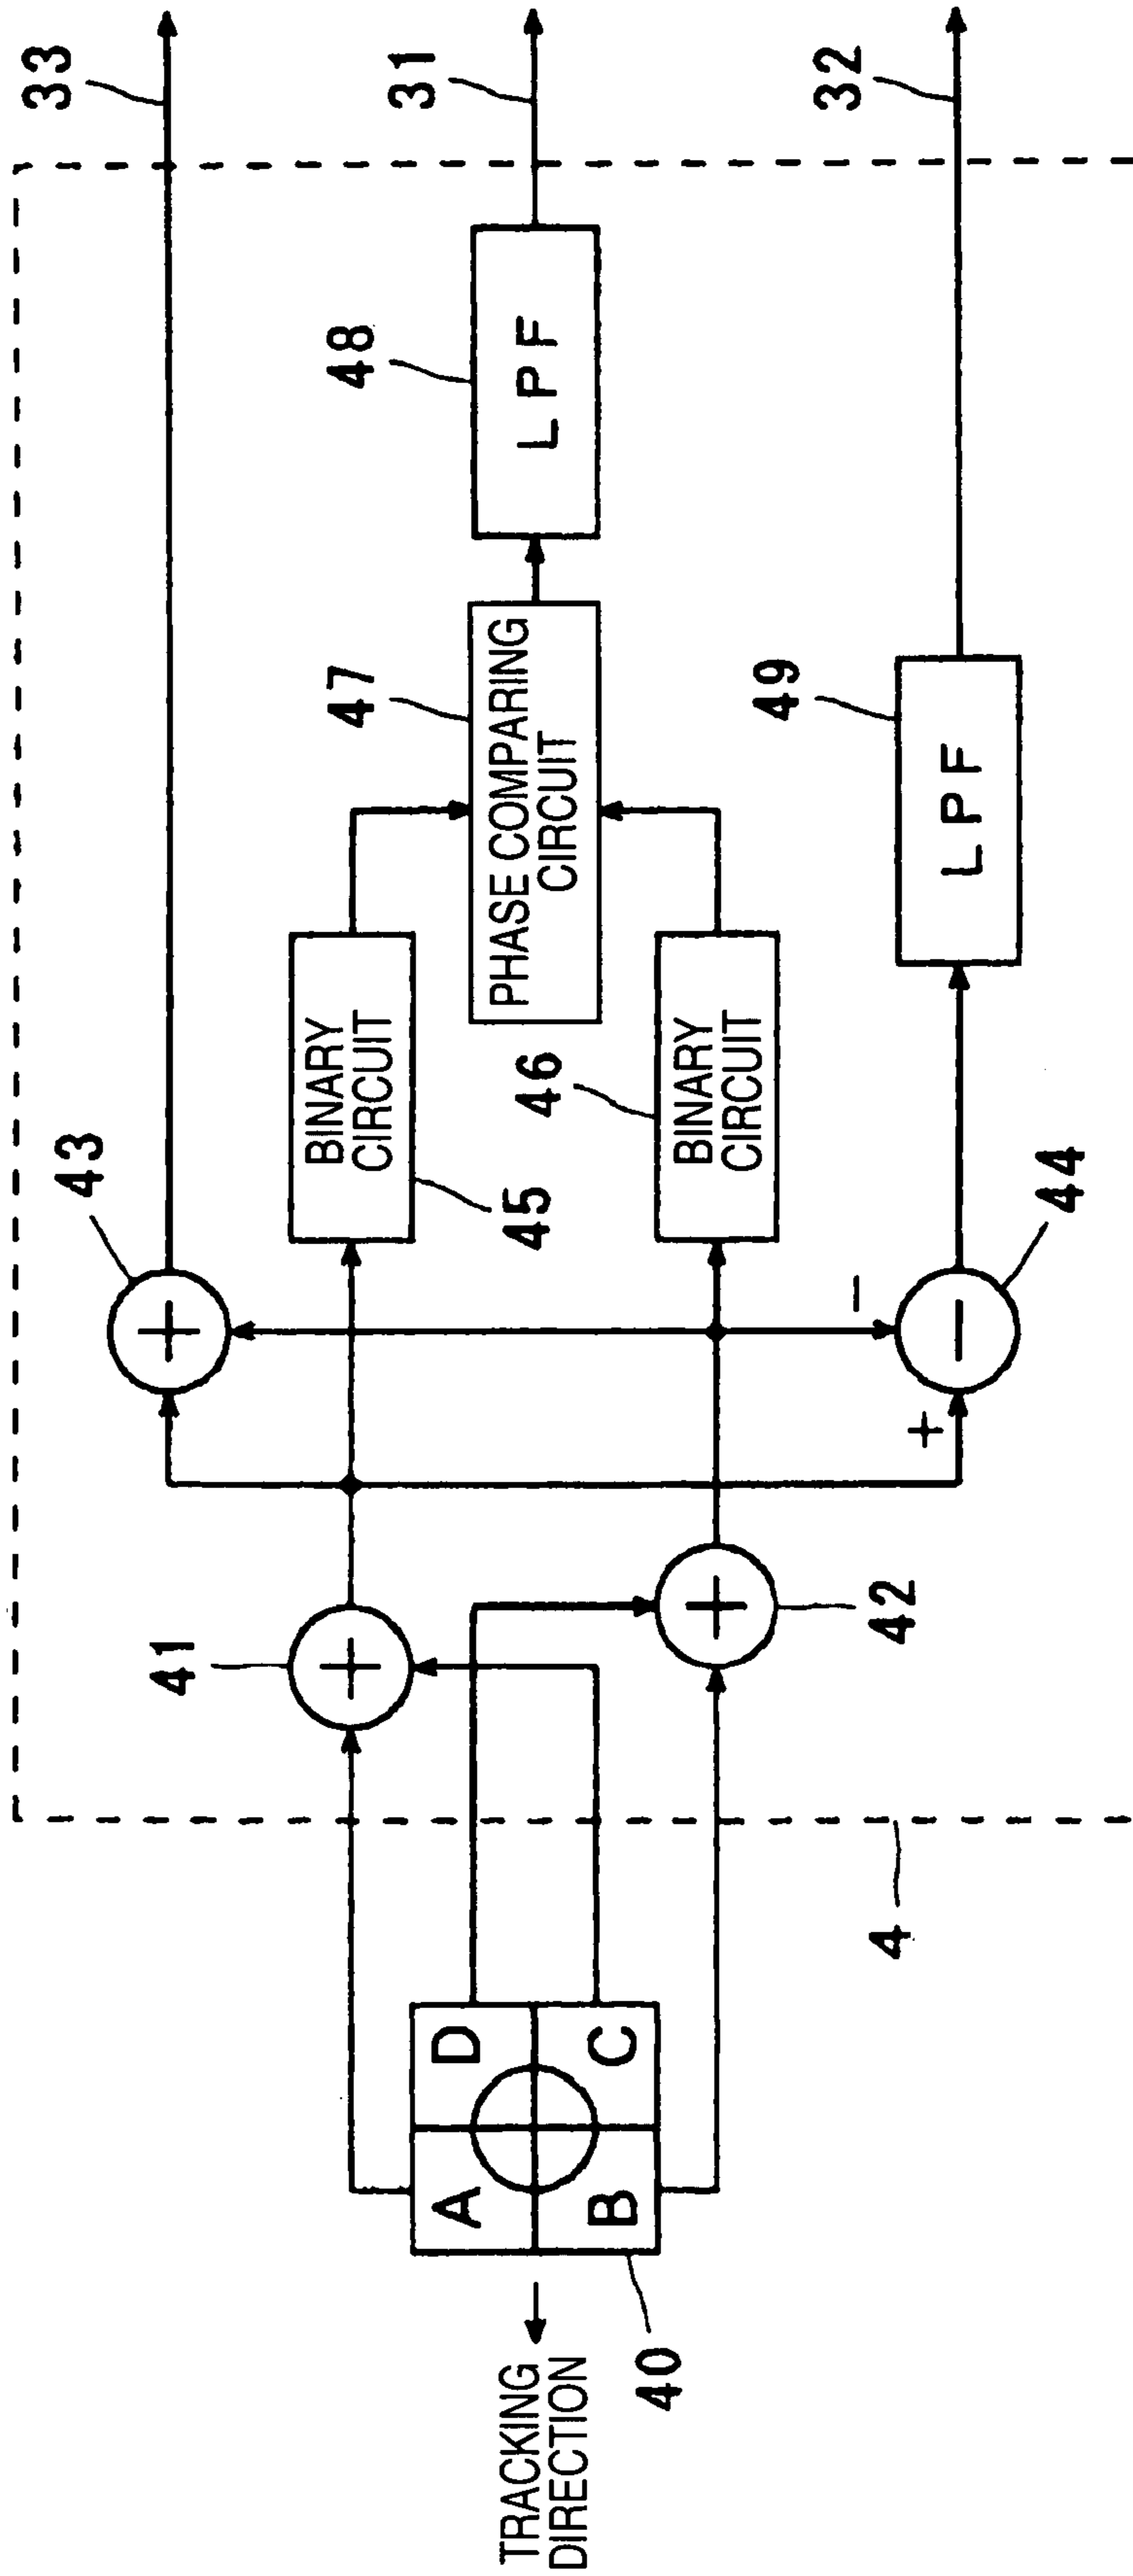 33
31
32
48
LPF
47
PHASE COMPARING
CIRCUIT
49
LPF
43
BINARY
CIRCUIT
45
46
BINARY
CIRCUIT
44
+
−
−
+
41
+
42
+
4
A
D
B
C
40
TRACKING
DIRECTION